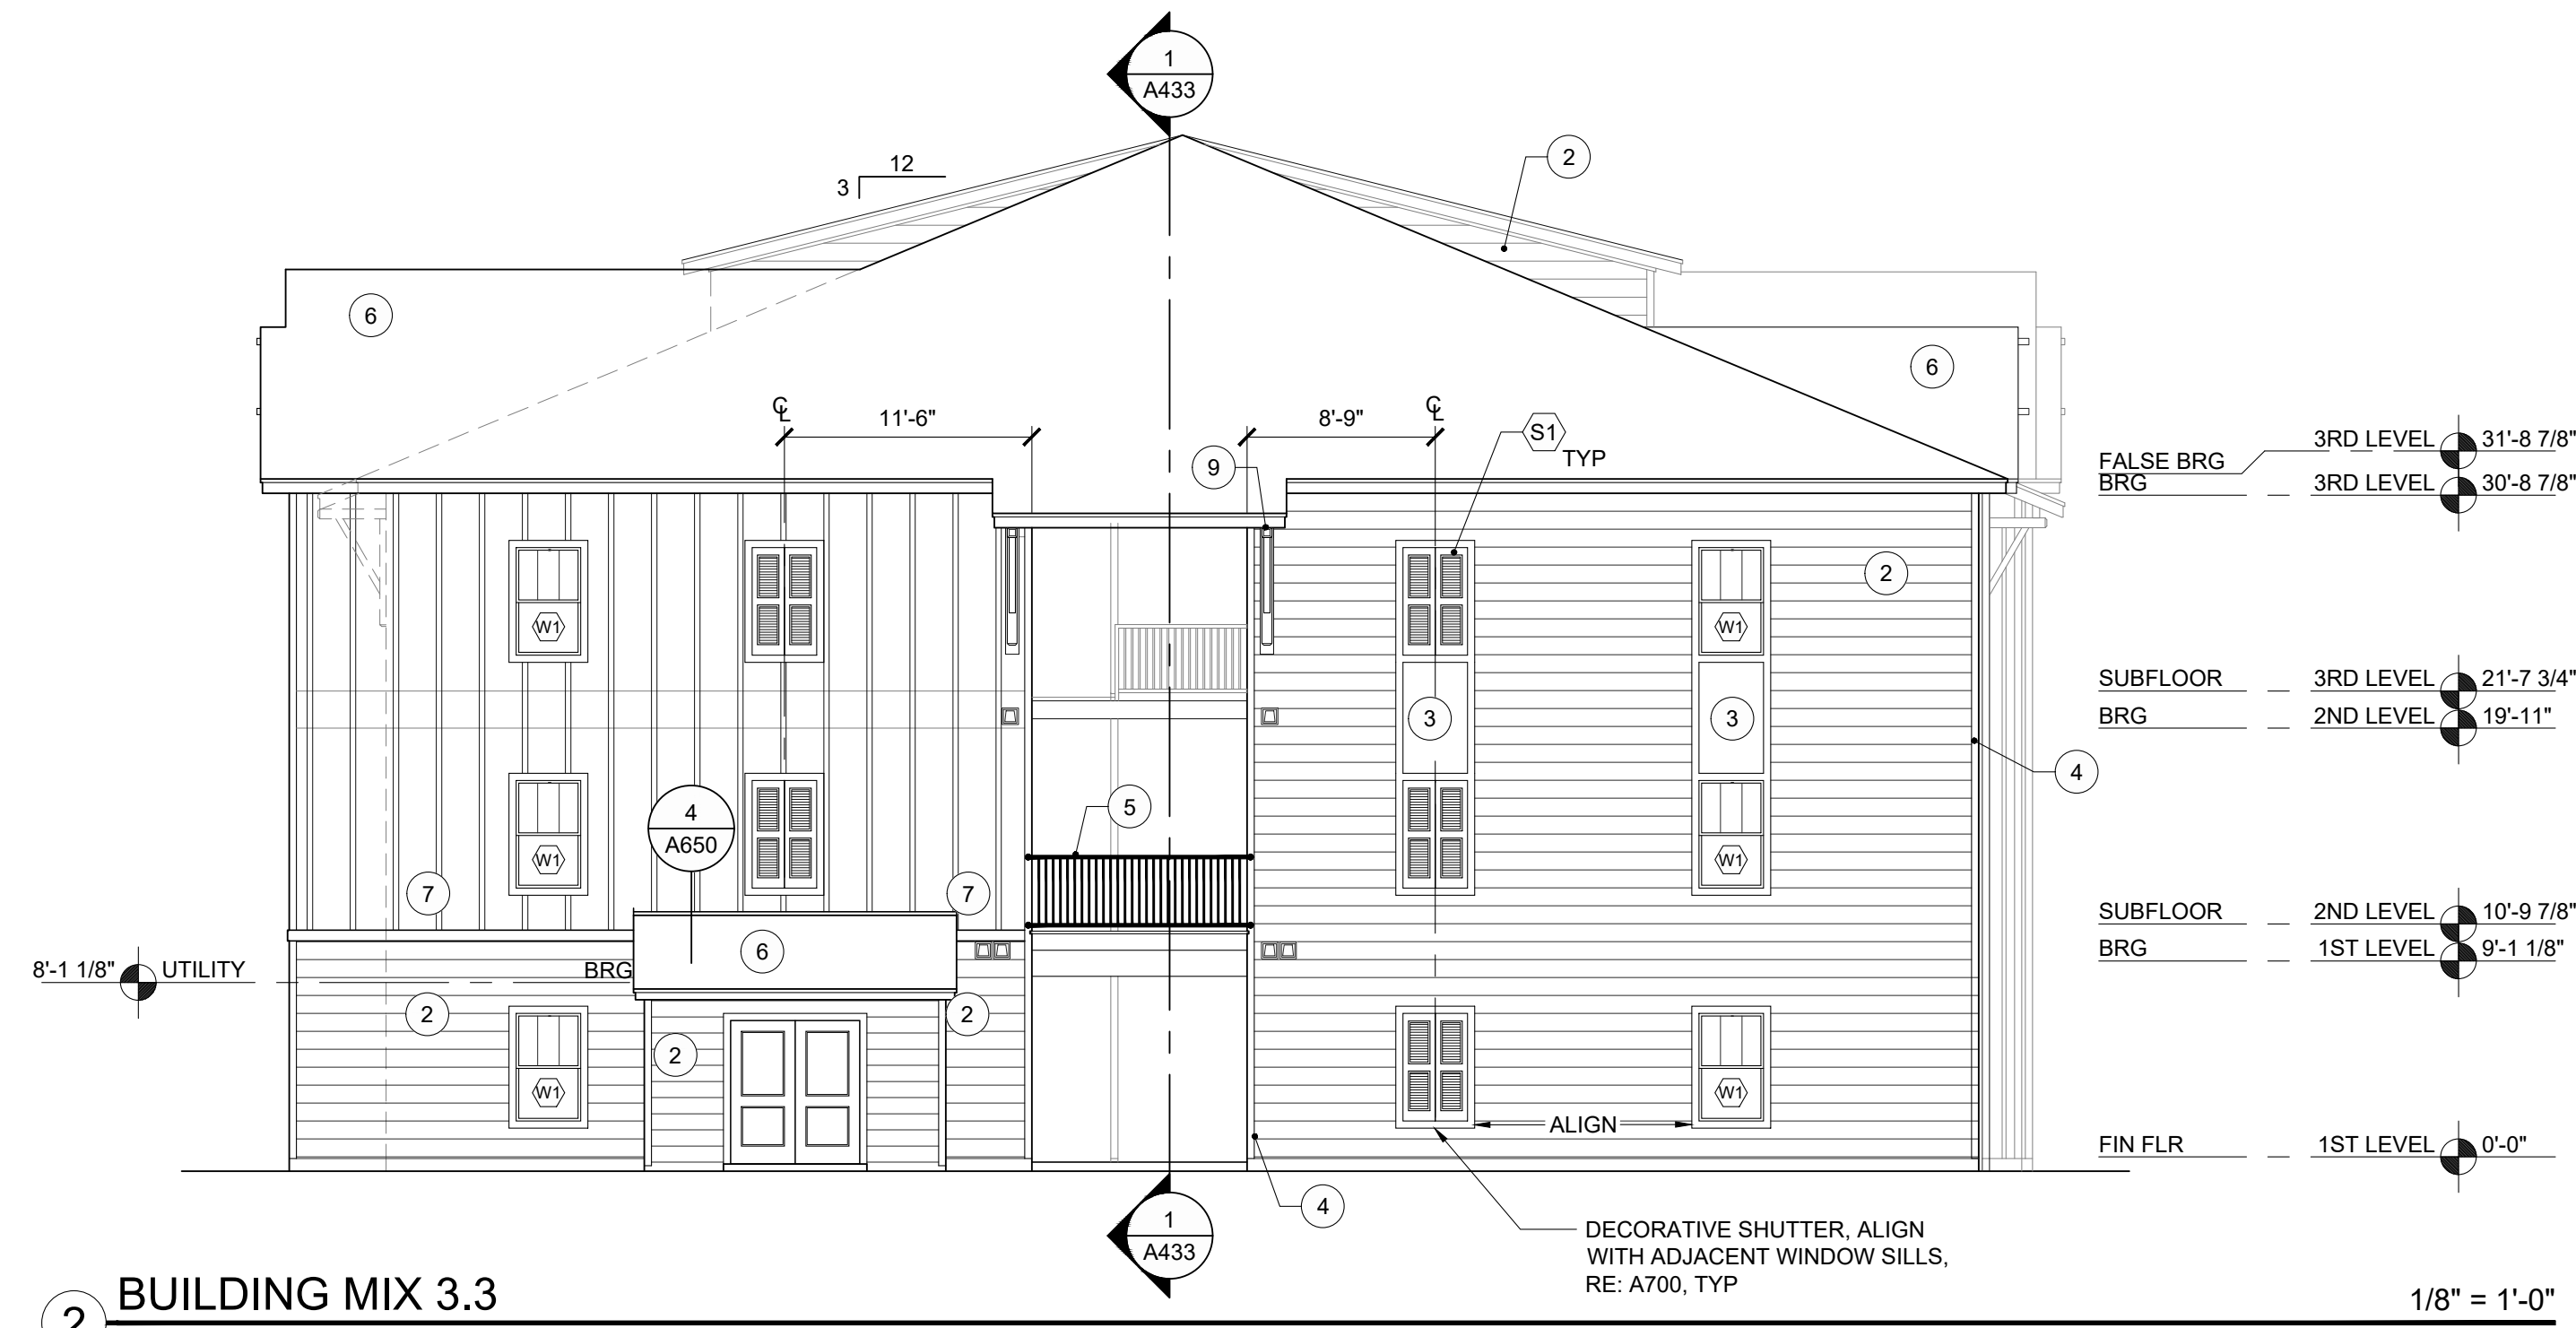 1
A433
12
3
2
6
6
℄
11'-6"
8'-9"
℄
S1
TYP
9
FALSE BRG
3RD LEVEL 31'-8 7/8"
BRG 3RD LEVEL 30'-8 7/8"
2
W1
W1
SUBFLOOR 3RD LEVEL 21'-7 3/4"
BRG 2ND LEVEL 19'-11"
3
3
4
5
4
A650
W1
W1
7
7
SUBFLOOR 2ND LEVEL 10'-9 7/8"
BRG 1ST LEVEL 9'-1 1/8"
6
8'-1 1/8" UTILITY BRG
2
2
2
W1
W1
ALIGN
FIN FLR 1ST LEVEL 0'-0"
4
1
A433
DECORATIVE SHUTTER, ALIGN
WITH ADJACENT WINDOW SILLS,
RE: A700, TYP
2
BUILDING MIX 3.3
1/8" = 1'-0"